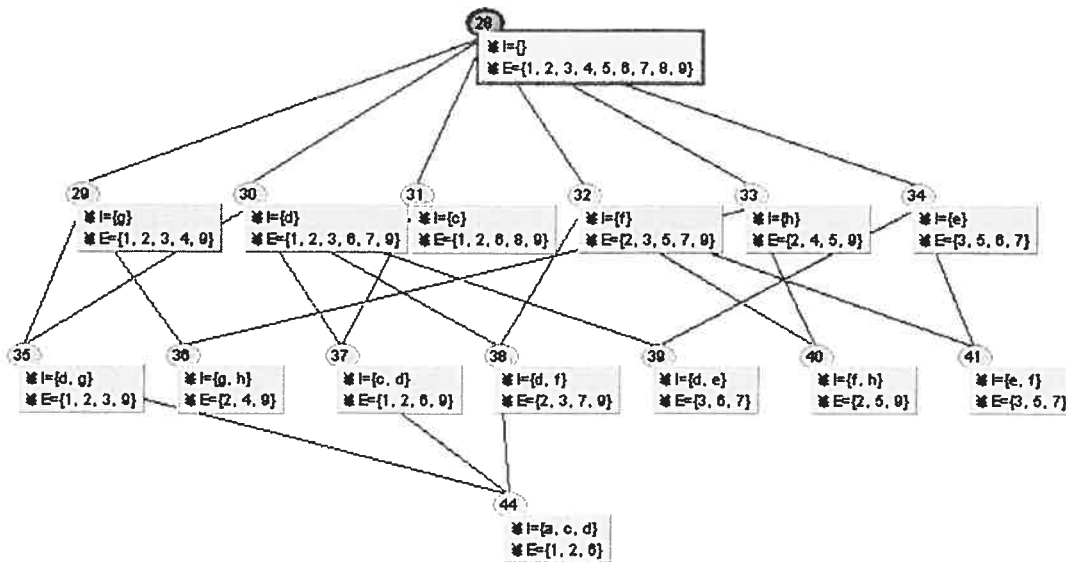 28
I={}
E={1, 2, 3, 4, 5, 6, 7, 8, 9}
29
I={g}
E={1, 2, 3, 4, 9}
30
I={d}
E={1, 2, 3, 6, 7, 9}
31
I={c}
E={1, 2, 6, 8, 9}
32
I={f}
E={2, 3, 5, 7, 9}
33
I={h}
E={2, 4, 5, 9}
34
I={e}
E={3, 5, 6, 7}
35
I={d, g}
E={1, 2, 3, 9}
36
I={g, h}
E={2, 4, 9}
37
I={c, d}
E={1, 2, 6, 9}
38
I={d, f}
E={2, 3, 7, 9}
39
I={d, e}
E={3, 6, 7}
40
I={f, h}
E={2, 5, 9}
41
I={e, f}
E={3, 5, 7}
44
I={a, c, d}
E={1, 2, 6}